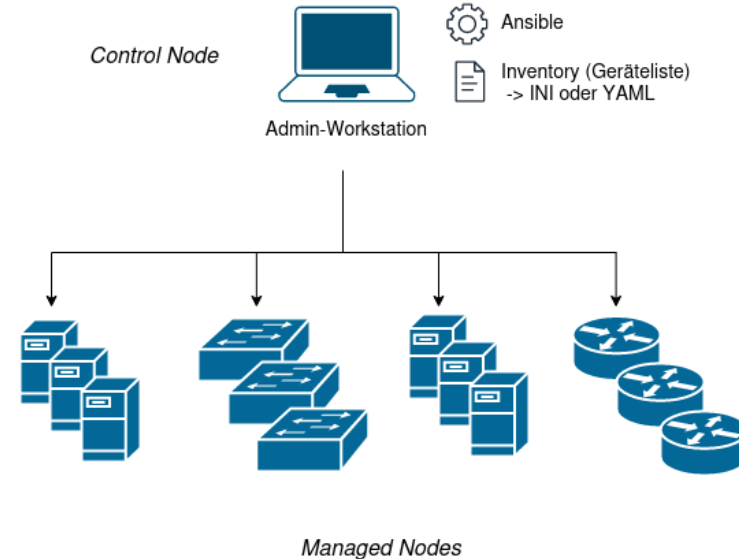 Control Node
Ansible
Inventory (Geräteliste)
-> INI oder YAML
Admin-Workstation
Managed Nodes